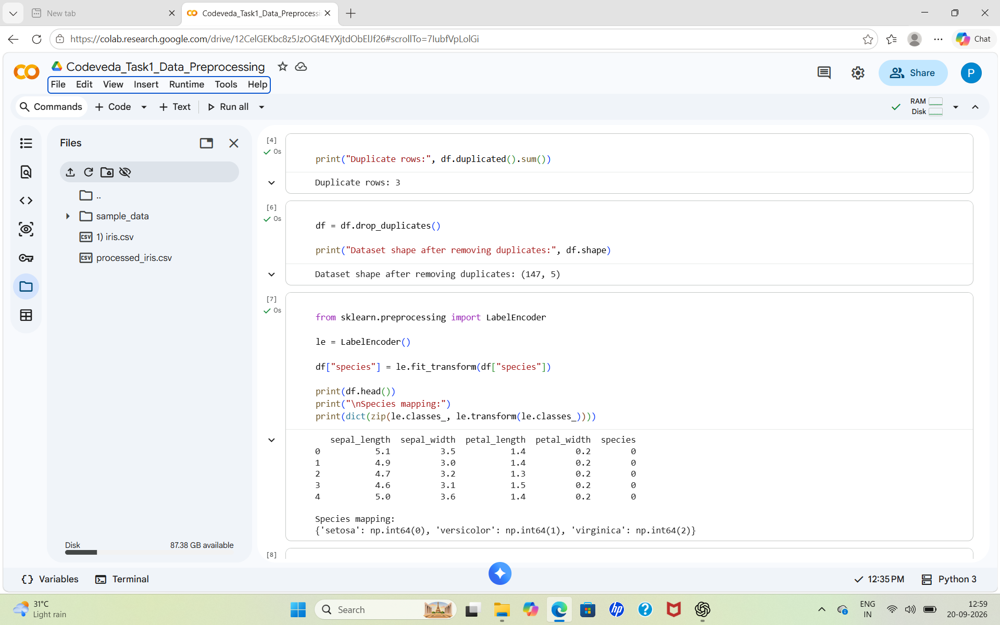 New tab
Codeveda_Task1_Data_Preprocessi
https://colab.research.google.com/drive/12CelGEKbc8z5JzOGt4EYXjtdObElJf26#scrollTo=7IubfVpLolGi
Chat
Codeveda_Task1_Data_Preprocessing
File Edit View Insert Runtime Tools Help
Share
P
Commands + Code + Text Run all
RAM
Disk
Files
..
sample_data
CSV 1) iris.csv
CSV processed_iris.csv
Disk 87.38 GB available
[4]
0s
print("Duplicate rows:", df.duplicated().sum())
Duplicate rows: 3
[6]
0s
df = df.drop_duplicates()
print("Dataset shape after removing duplicates:", df.shape)
Dataset shape after removing duplicates: (147, 5)
[7]
0s
from sklearn.preprocessing import LabelEncoder
le = LabelEncoder()
df["species"] = le.fit_transform(df["species"])
print(df.head())
print("\nSpecies mapping:")
print(dict(zip(le.classes_, le.transform(le.classes_))))
sepal_length sepal_width petal_length petal_width species
0 5.1 3.5 1.4 0.2 0
1 4.9 3.0 1.4 0.2 0
2 4.7 3.2 1.3 0.2 0
3 4.6 3.1 1.5 0.2 0
4 5.0 3.6 1.4 0.2 0
Species mapping:
{'setosa': np.int64(0), 'versicolor': np.int64(1), 'virginica': np.int64(2)}
[8]
{} Variables Terminal
12:35 PM Python 3
31°C
Light rain
Search
hp
ENG
IN
12:59
20-09-2026